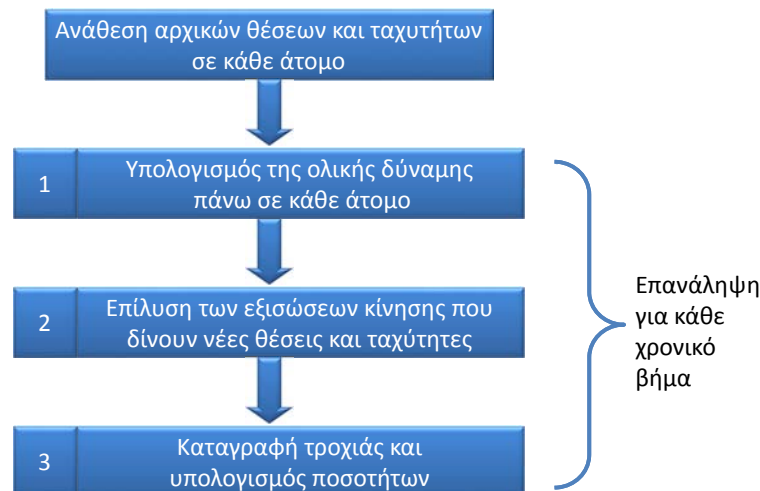 Ανάθεση αρχικών θέσεων και ταχυτήτων
σε κάθε άτομο
1
Υπολογισμός της ολικής δύναμης
πάνω σε κάθε άτομο
2
Επίλυση των εξισώσεων κίνησης που
δίνουν νέες θέσεις και ταχύτητες
3
Καταγραφή τροχιάς και
υπολογισμός ποσοτήτων
Επανάληψη
για κάθε
χρονικό
βήμα